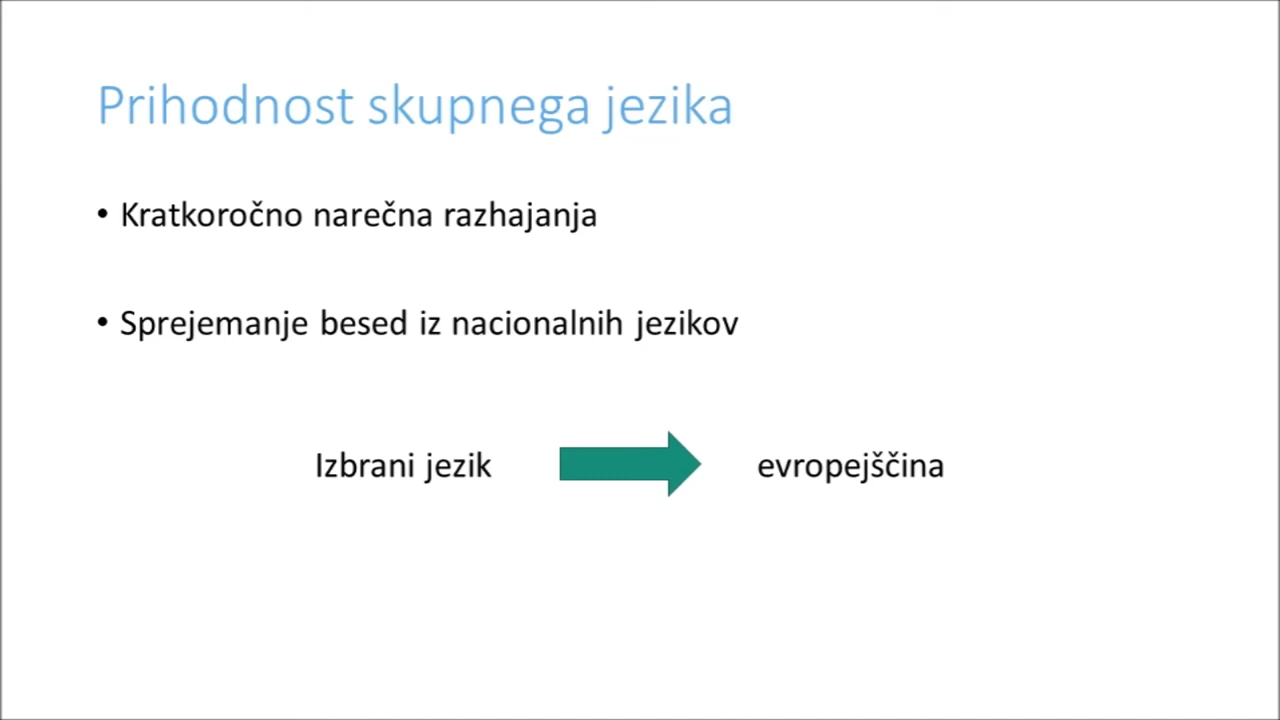 Prihodnost skupnega jezika
• Kratkoročno narečna razhajanja
• Sprejemanje besed iz nacionalnih jezikov
Izbrani jezik evropejščina